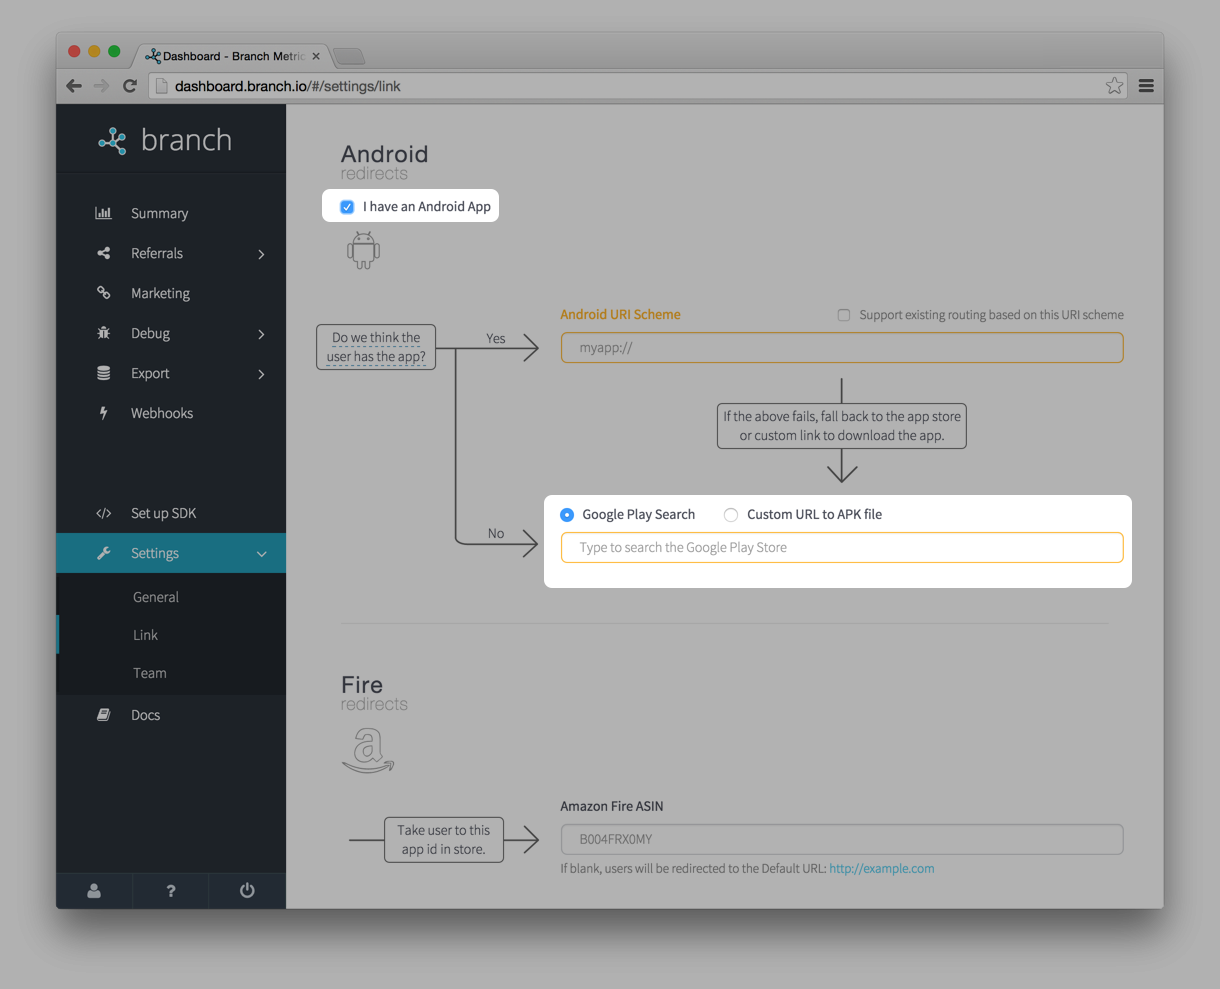 Dashboard - Branch Metric
dashboard.branch.io/#/settings/link
branch
Summary
Referrals
Marketing
Debug
Export
Webhooks
Set up SDK
Settings
General
Link
Team
Docs
?
Android
redirects
I have an Android App
Do we think the
user has the app?
Yes
No
Android URI Scheme
Support existing routing based on this URI scheme
myapp://
If the above fails, fall back to the app store
or custom link to download the app.
Google Play Search
Custom URL to APK file
Type to search the Google Play Store
Fire
redirects
Take user to this
app id in store.
Amazon Fire ASIN
B004FRX0MY
If blank, users will be redirected to the Default URL: http://example.com